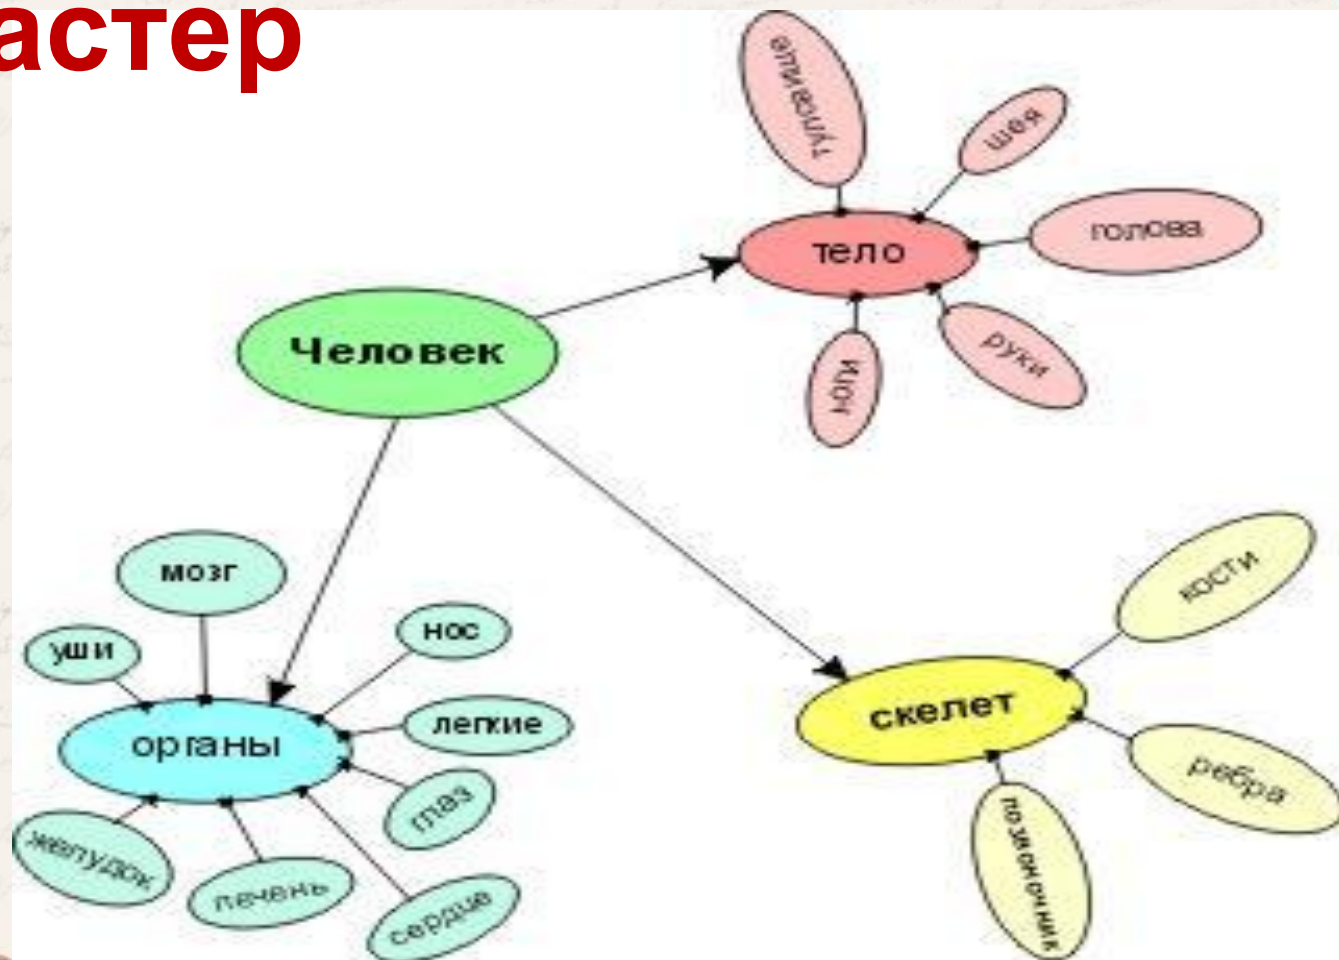 астер
туловище
шея
голова
тело
руки
ноги
Человек
мозг
нос
уши
легкие
органы
глаз
желудок
печень
сердце
кости
скелет
ребра
позвоночник